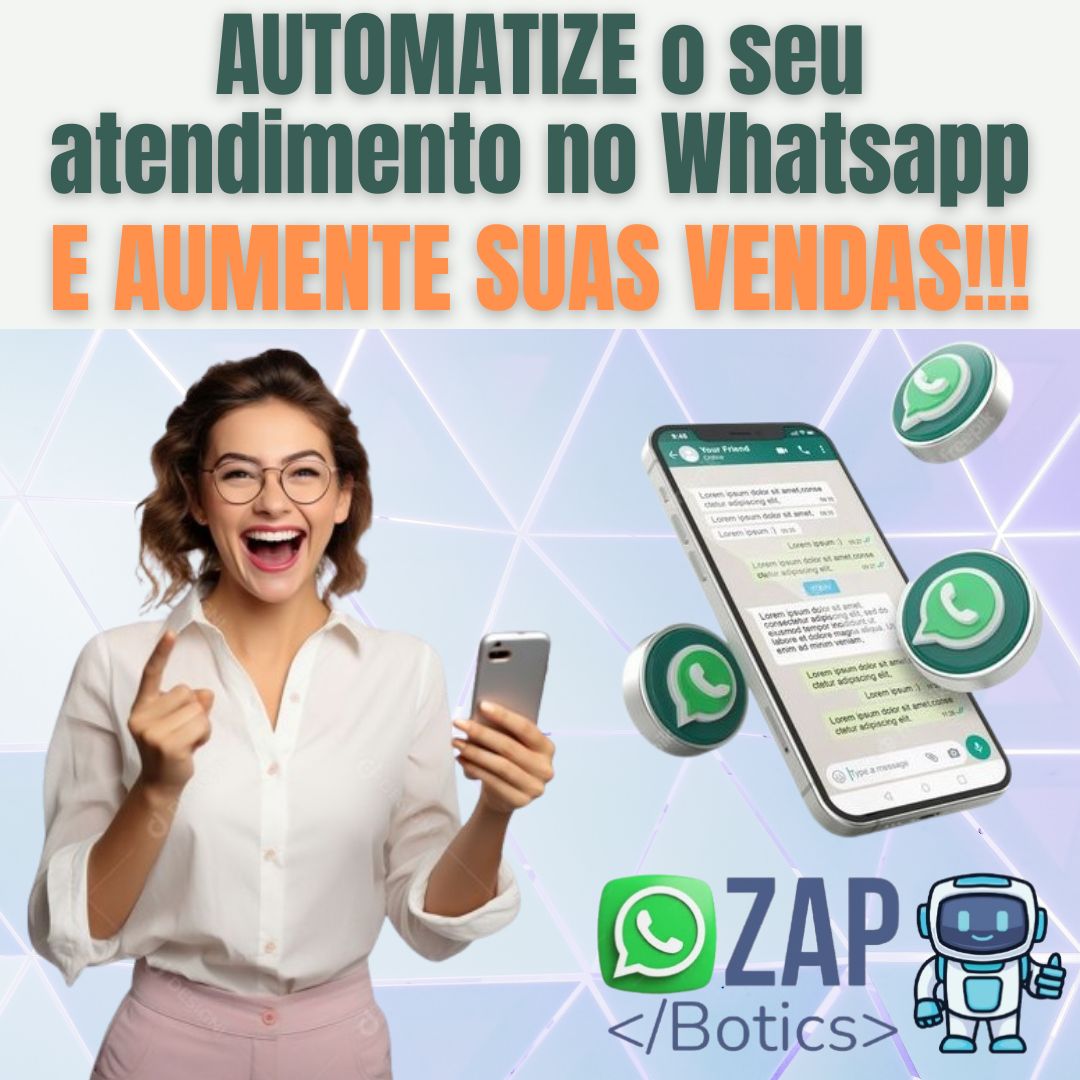 AUTOMATIZE o seu
atendimento no Whatsapp
E AUMENTE SUAS VENDAS!!!
9:45
Your Friend
Online
Lorem ipsum dolor sit amet,conse
ctetur adipiscing elit,
Lorem ipsum dolor sit amet,
Lorem ipsum :)
Lorem ipsum :)
Lorem ipsum dolor sit amet,conse
ctetur adipiscing elit,
Lorem ipsum dolor sit amet,
consectetur adipiscing elit, sed do
eiusmod tempor incididunt ut
labore et dolore magna aliqua. Ut
enim ad minim veniam,
Lorem ipsum dolor sit amet,
ctetur adipiscing elit.
Lorem ipsum :)
Lorem ipsum dolor sit amet,conse
ctetur adipiscing elit.
Type a message
freepik
ZAP
</Botics>